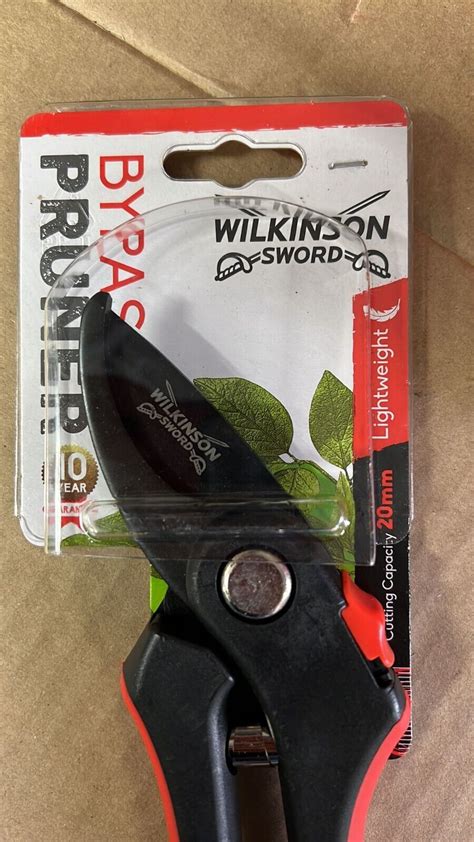 WILKINSON
SWORD
BYPAS
PRUNER
10
YEAR
Lightweight
Cutting Capacity 20mm
WILKINSON
SWORD